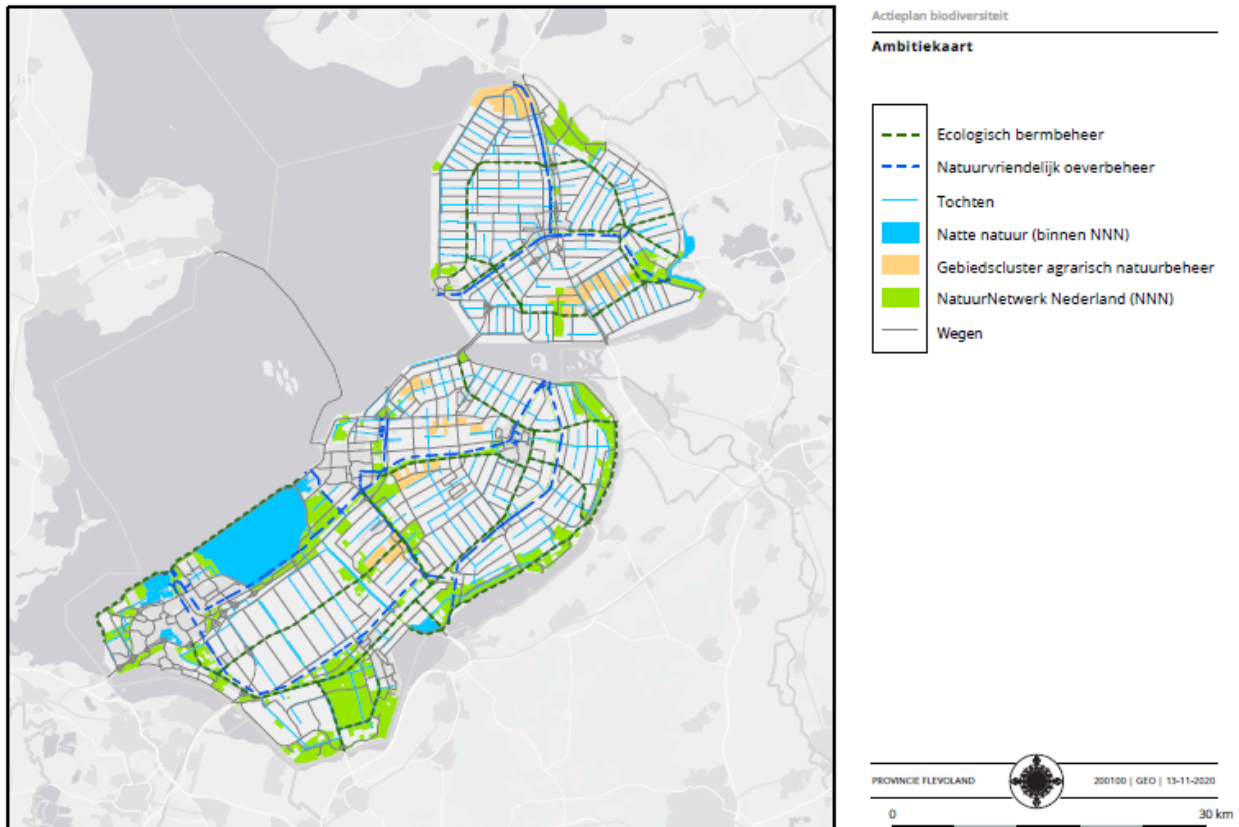 Actieplan biodiversiteit
Ambitiekaart
Ecologisch bermbeheer
Natuurvriendelijk oeverbeheer
Tochten
Natte natuur (binnen NNN)
Gebiedscluster agrarisch natuurbeheer
NatuurNetwerk Nederland (NNN)
Wegen
PROVINCIE FLEVOLAND 200100 | GEO | 13-11-2020
0 30 km